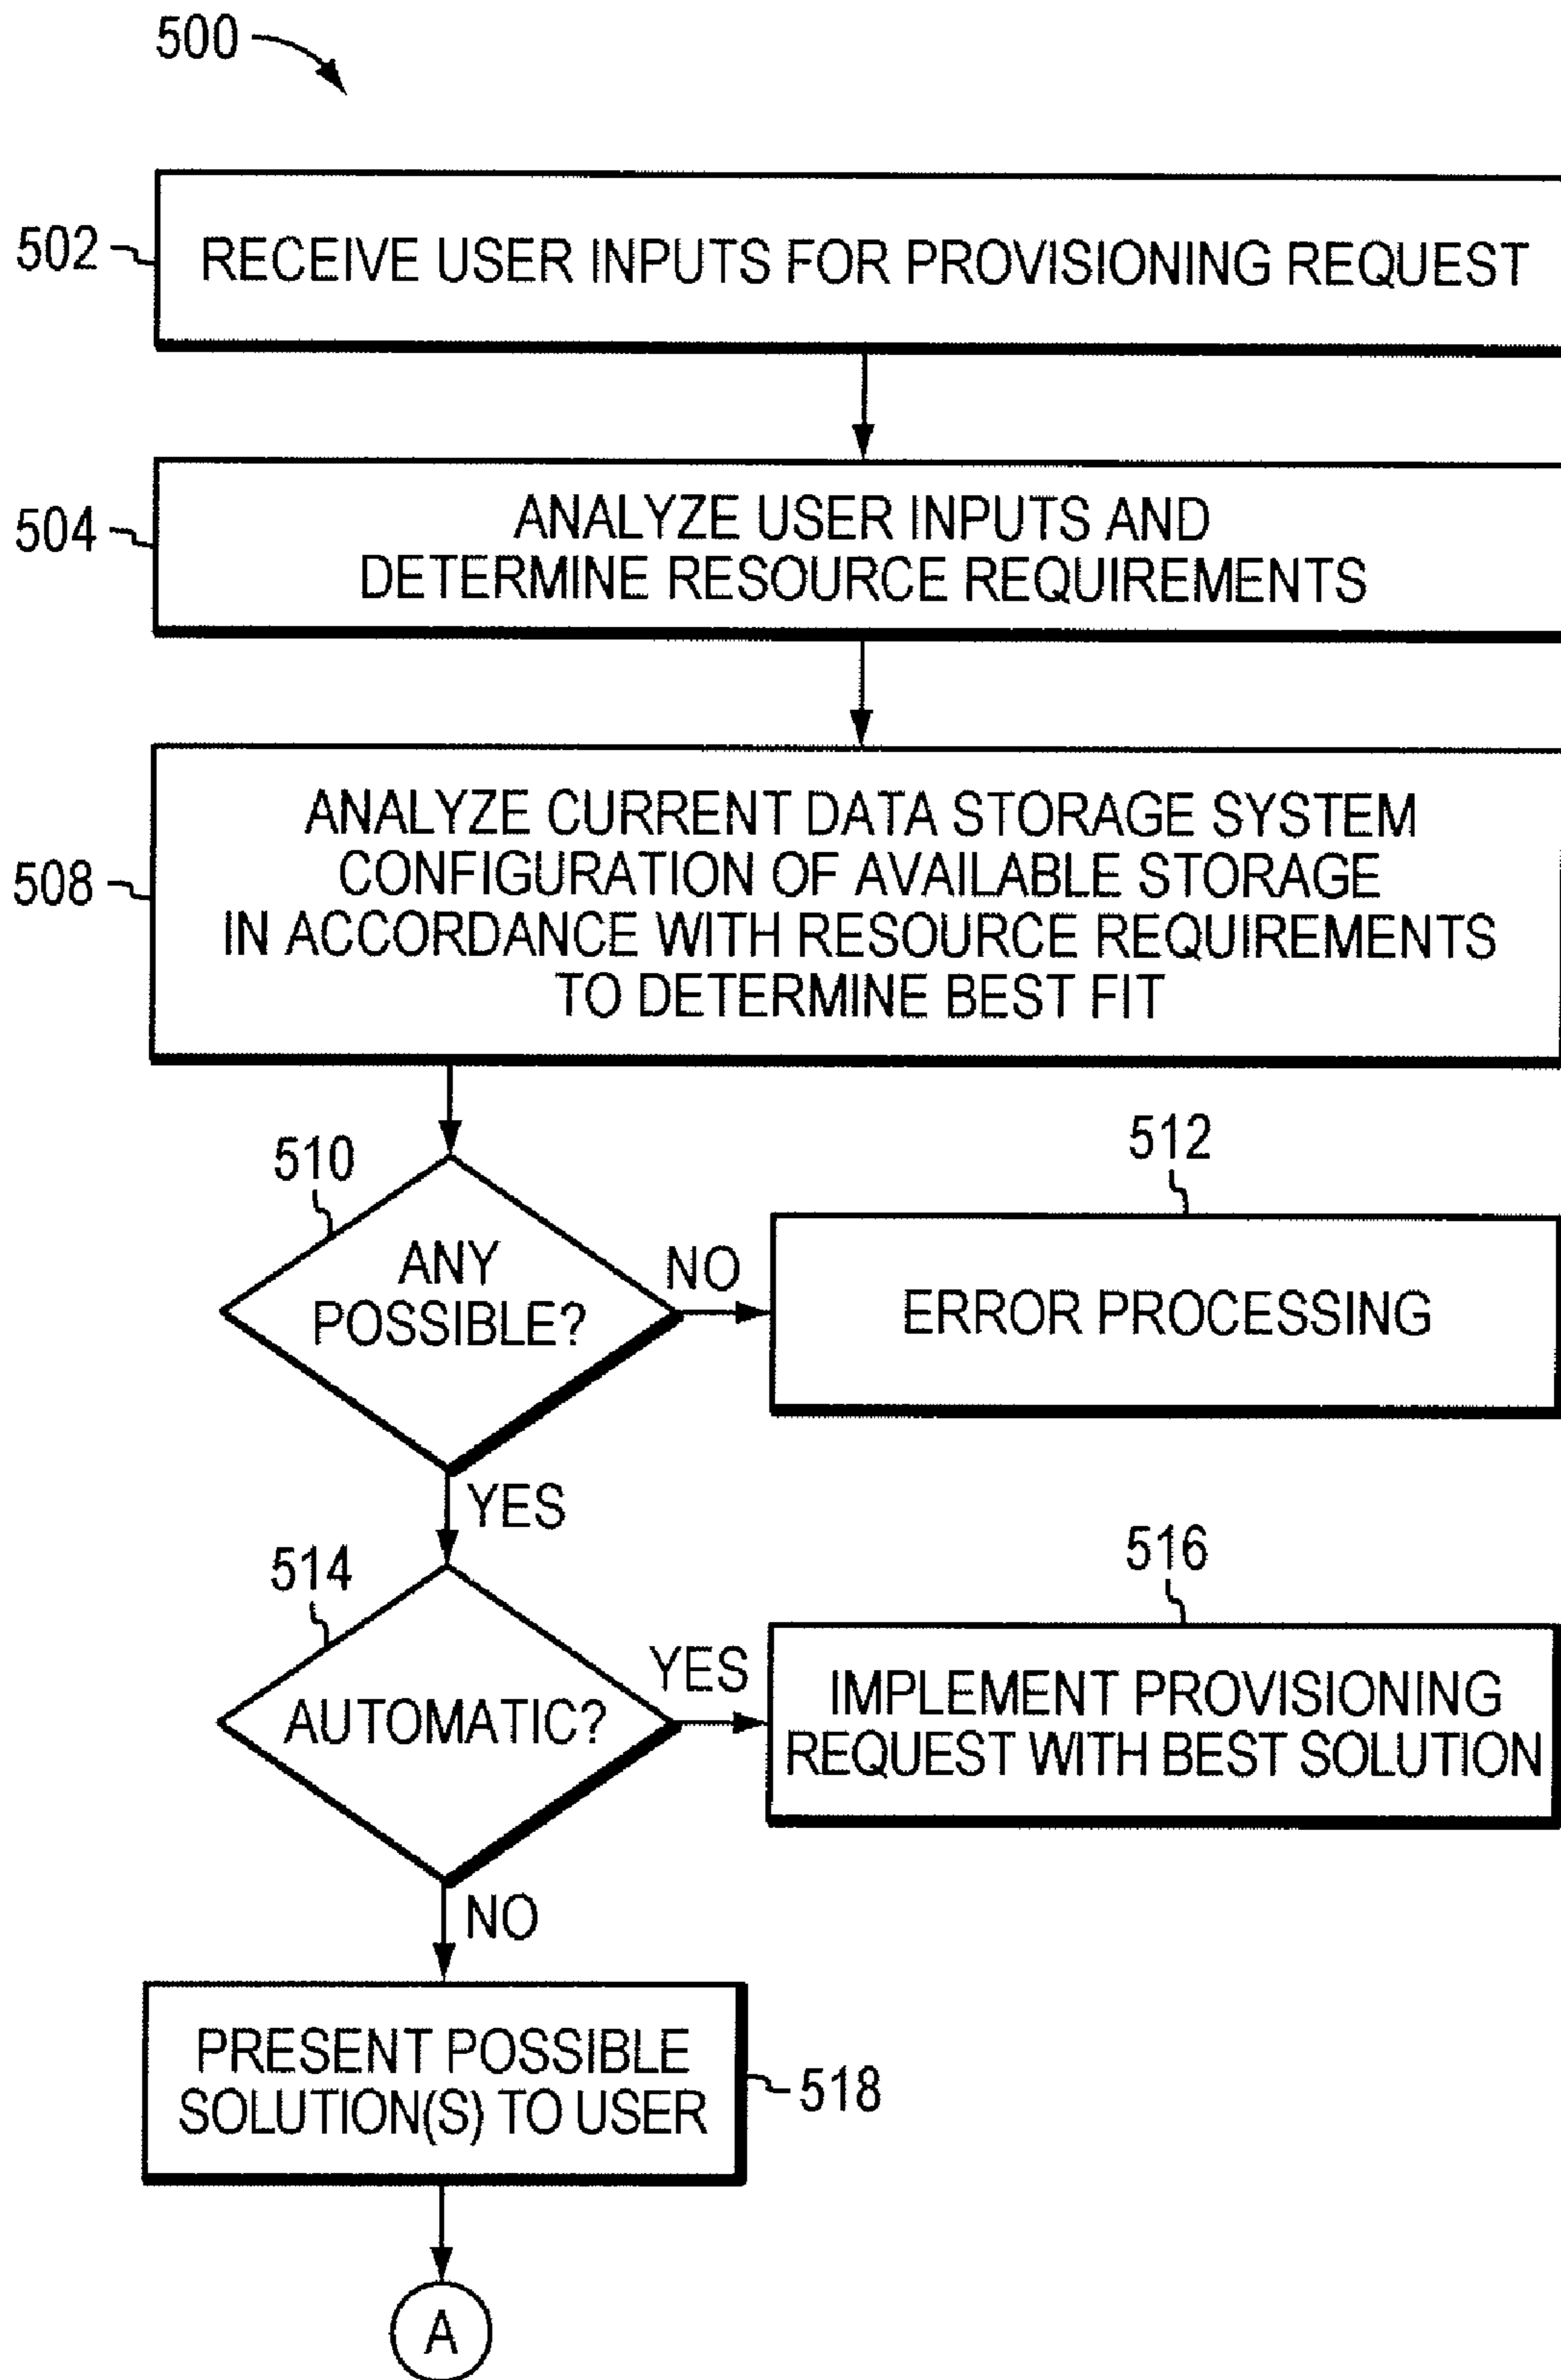 500
502
RECEIVE USER INPUTS FOR PROVISIONING REQUEST
504
ANALYZE USER INPUTS AND
DETERMINE RESOURCE REQUIREMENTS
508
ANALYZE CURRENT DATA STORAGE SYSTEM
CONFIGURATION OF AVAILABLE STORAGE
IN ACCORDANCE WITH RESOURCE REQUIREMENTS
TO DETERMINE BEST FIT
510
ANY
POSSIBLE?
NO
512
ERROR PROCESSING
YES
514
AUTOMATIC?
YES
516
IMPLEMENT PROVISIONING
REQUEST WITH BEST SOLUTION
NO
PRESENT POSSIBLE
SOLUTION(S) TO USER
518
A